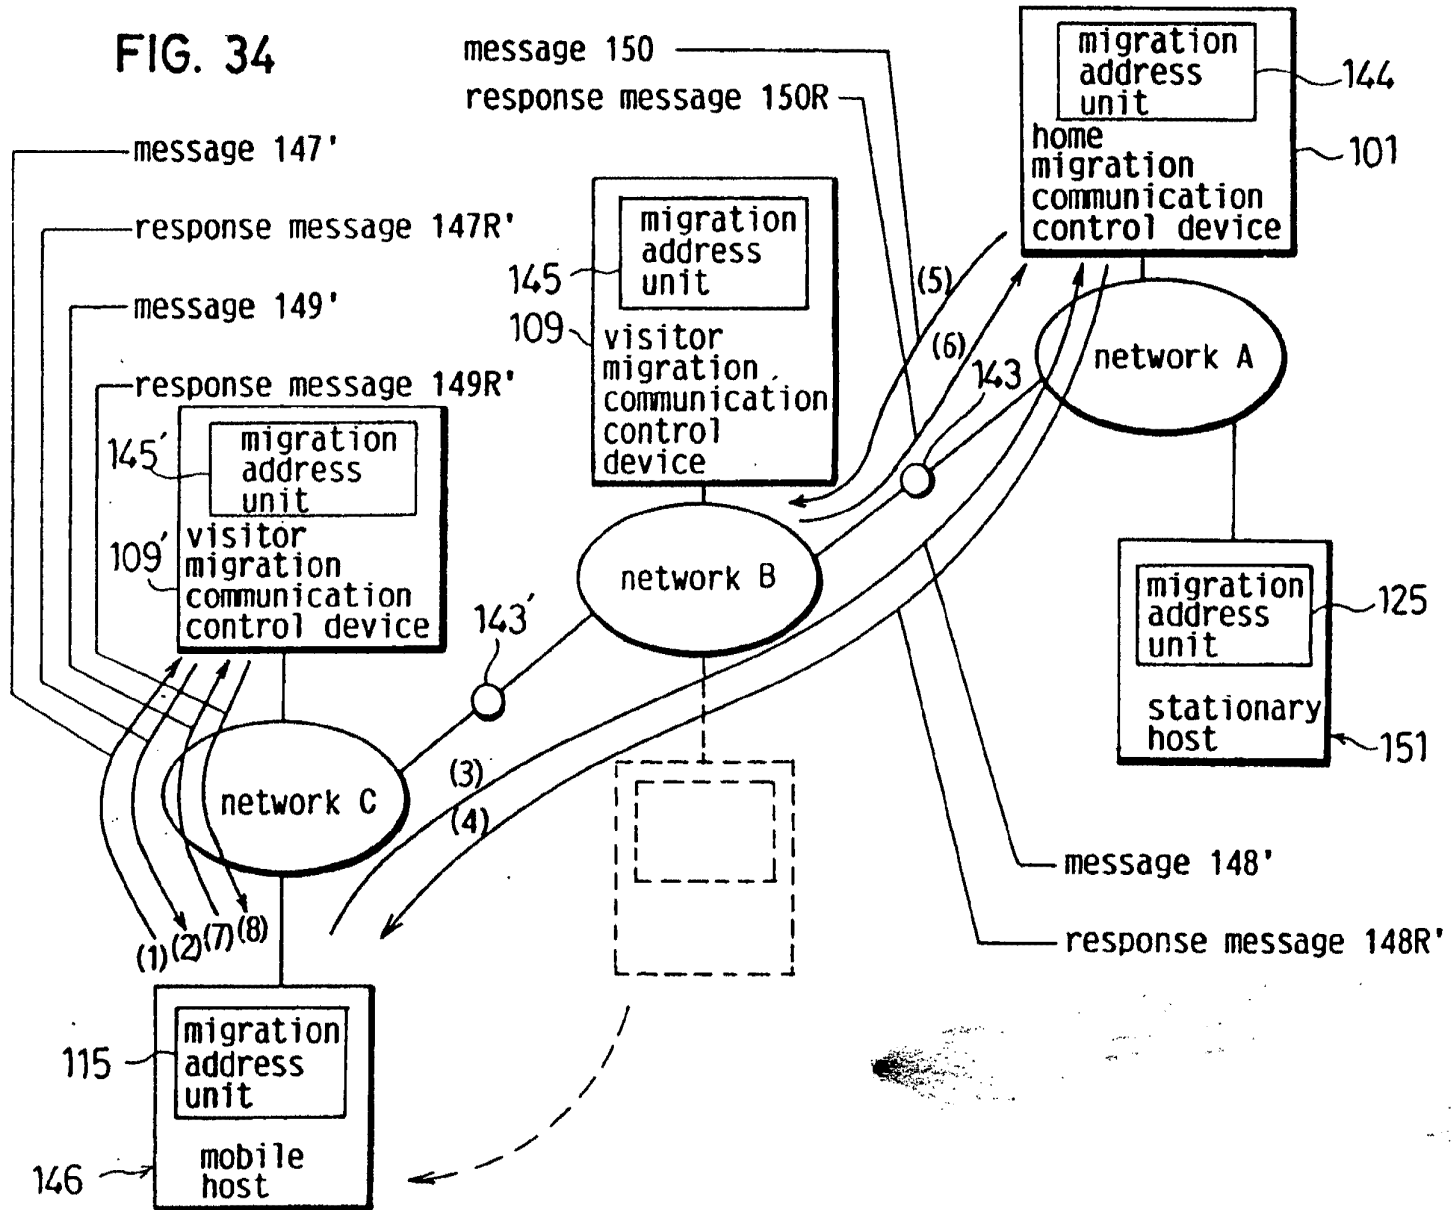 FIG. 34
message 150
response message 150R
migration
address
unit
144
home
migration
communication
control device
101
message 147'
response message 147R'
message 149'
response message 149R'
migration
address
unit
145
109
visitor
migration
communication
control
device
(5)
(6)
143
network A
migration
address
unit
145'
109'
visitor
migration
communication
control device
network B
143'
migration
address
unit
125
stationary
host
151
network C
(3)
(4)
message 148'
response message 148R'
(1)
(2)
(7)
(8)
migration
address
unit
115
mobile
host
146